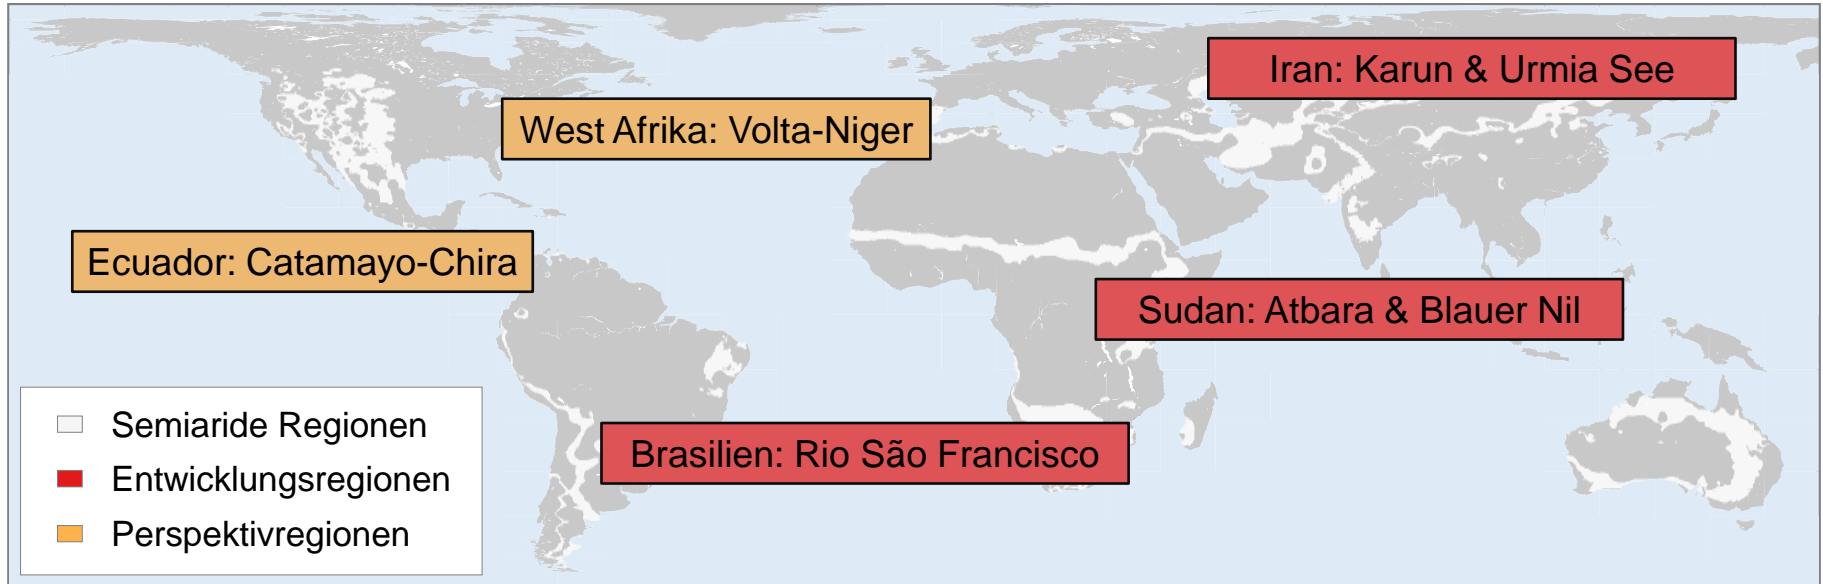 Iran: Karun & Urmia See
West Afrika: Volta-Niger
Ecuador: Catamayo-Chira
Sudan: Atbara & Blauer Nil
Brasilien: Rio São Francisco
Semiaride Regionen
Entwicklungsregionen
Perspektivregionen